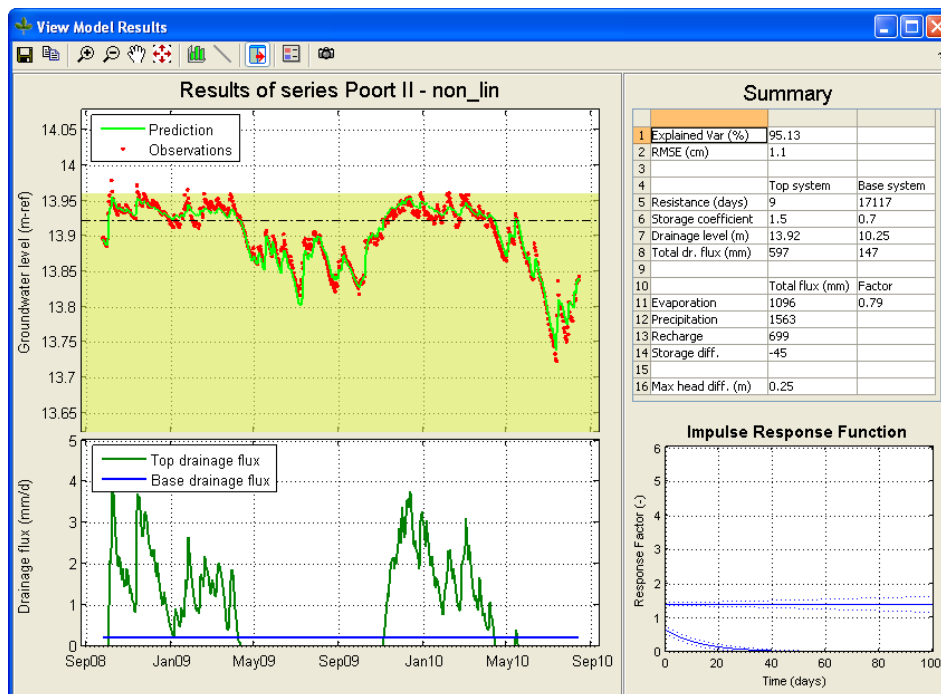 View Model Results
Results of series Poort II - non_lin
Prediction
Observations
14.05
14
13.95
13.9
13.85
13.8
13.75
13.7
13.65
Groundwater level (m-ref)
Top drainage flux
Base drainage flux
5
4
3
2
1
0
Drainage flux (mm/d)
Sep08 Jan09 May09 Sep09 Jan10 May10 Sep10
Summary
1 Explained Var (%) 95.13
2 RMSE (cm) 1.1
3
4 Top system Base system
5 Resistance (days) 9 17117
6 Storage coefficient 1.5 0.7
7 Drainage level (m) 13.92 10.25
8 Total dr. flux (mm) 597 147
9
10 Total flux (mm) Factor
11 Evaporation 1096 0.79
12 Precipitation 1563
13 Recharge 699
14 Storage diff. -45
15
16 Max head diff. (m) 0.25
Impulse Response Function
6
5
4
3
2
1
0
Response Factor (-)
0 20 40 60 80 100
Time (days)